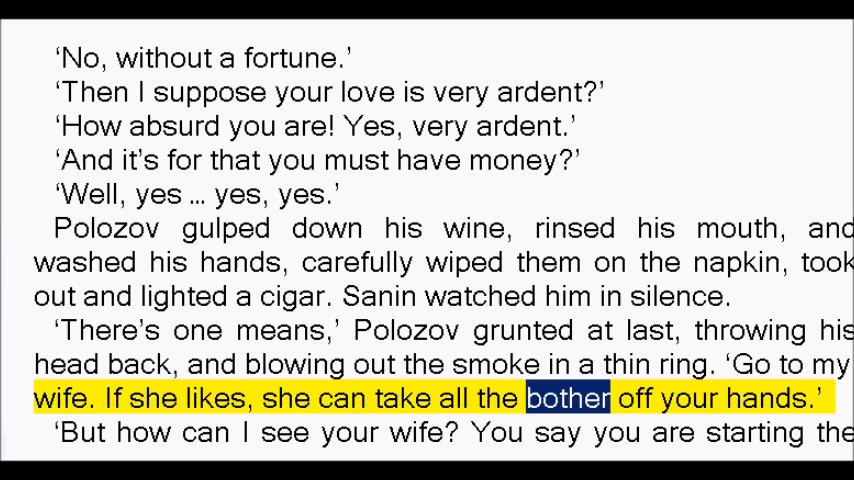 ‘No, without a fortune.’
‘Then I suppose your love is very ardent?’
‘How absurd you are! Yes, very ardent.’
‘And it’s for that you must have money?’
‘Well, yes ... yes, yes.’
Polozov gulped down his wine, rinsed his mouth, and
washed his hands, carefully wiped them on the napkin, took
out and lighted a cigar. Sanin watched him in silence.
‘There’s one means,’ Polozov grunted at last, throwing his
head back, and blowing out the smoke in a thin ring. ‘Go to my
wife. If she likes, she can take all the bother off your hands.’
‘But how can I see your wife? You say you are starting the